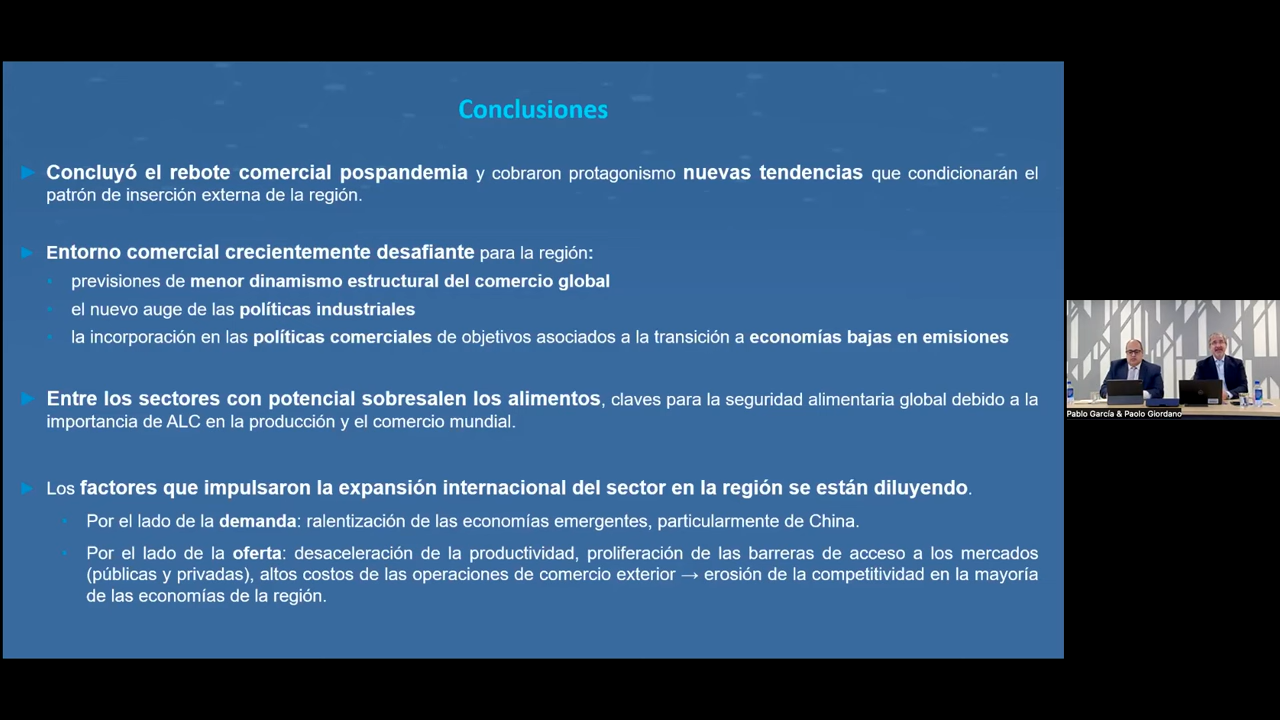 Conclusiones
Concluyó el rebote comercial pospandemia y cobraron protagonismo nuevas tendencias que condicionarán el
patrón de inserción externa de la región.
Entorno comercial crecientemente desafiante para la región:
previsiones de menor dinamismo estructural del comercio global
el nuevo auge de las políticas industriales
la incorporación en las políticas comerciales de objetivos asociados a la transición a economías bajas en emisiones
Entre los sectores con potencial sobresalen los alimentos, claves para la seguridad alimentaria global debido a la
importancia de ALC en la producción y el comercio mundial.
Los factores que impulsaron la expansión internacional del sector en la región se están diluyendo.
Por el lado de la demanda: ralentización de las economías emergentes, particularmente de China.
Por el lado de la oferta: desaceleración de la productividad, proliferación de las barreras de acceso a los mercados
(públicas y privadas), altos costos de las operaciones de comercio exterior → erosión de la competitividad en la mayoría
de las economías de la región.
Pablo García & Paolo Giordano